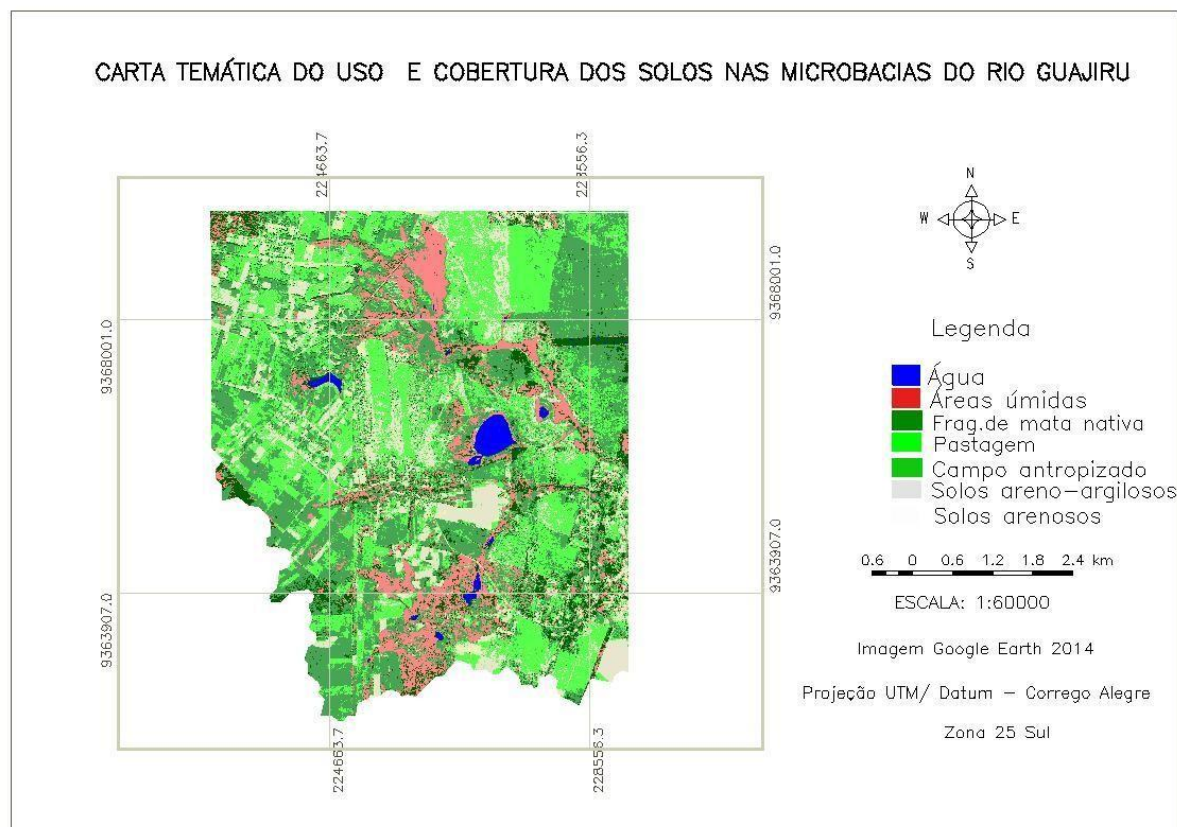 CARTA TEMÁTICA DO USO E COBERTURA DOS SOLOS NAS MICROBACIAS DO RIO GUAJIRU
224663.7
228556.3
N
W
E
S
9368001.0
9368001.0
Legenda
Água
Áreas úmidas
Frag.de mata nativa
Pastagem
Campo antropizado
Solos areno-argilosos
Solos arenosos
9363907.0
9363907.0
0.6 0 0.6 1.2 1.8 2.4 km
ESCALA: 1:60000
Imagem Google Earth 2014
Projeção UTM/ Datum - Corrego Alegre
Zona 25 Sul
224663.7
228556.3